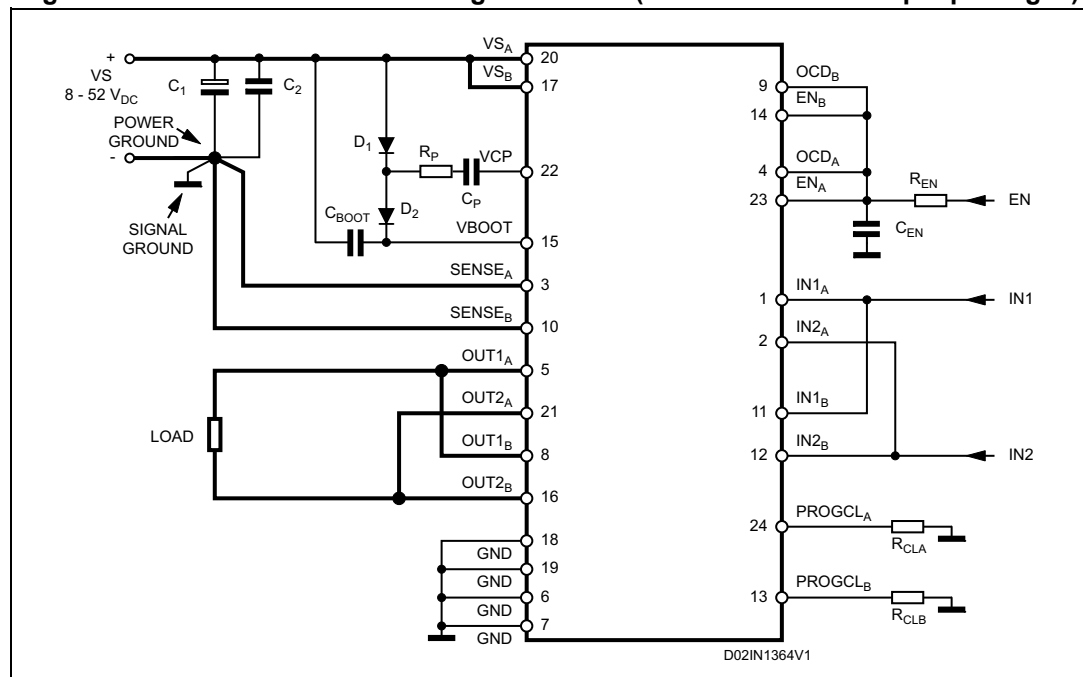 +
VS
8 - 52 VDC
C1
C2
POWER
GROUND
-
SIGNAL
GROUND
D1
RP
CP
VCP
D2
CBOOT
VBOOT
VSA
20
VSB
17
22
15
SENSEA
3
SENSEB
10
OUT1A
5
OUT2A
21
OUT1B
8
OUT2B
16
LOAD
18
GND
19
GND
6
GND
7
GND
9
OCDB
14
ENB
4
OCDA
23
ENA
REN
EN
CEN
1
IN1A
IN1
2
IN2A
11
IN1B
12
IN2B
IN2
24
PROGCLA
RCLA
13
PROGCLB
RCLB
D02IN1364V1